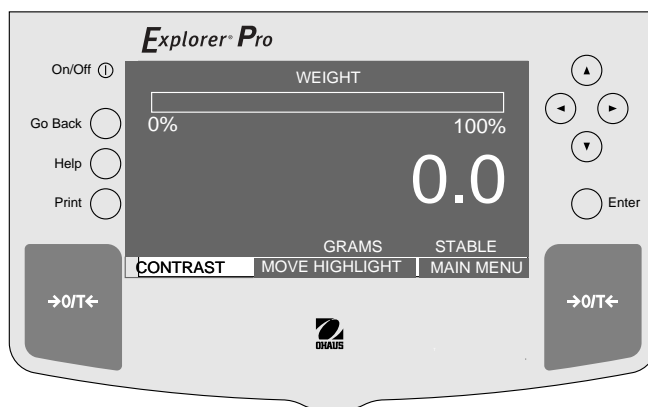 Explorer® Pro
On/Off
WEIGHT
Go Back
0% 100%
Help
0.0
Print
Enter
GRAMS STABLE
CONTRAST MOVE HIGHLIGHT MAIN MENU
→0/T← →0/T←
OHAUS